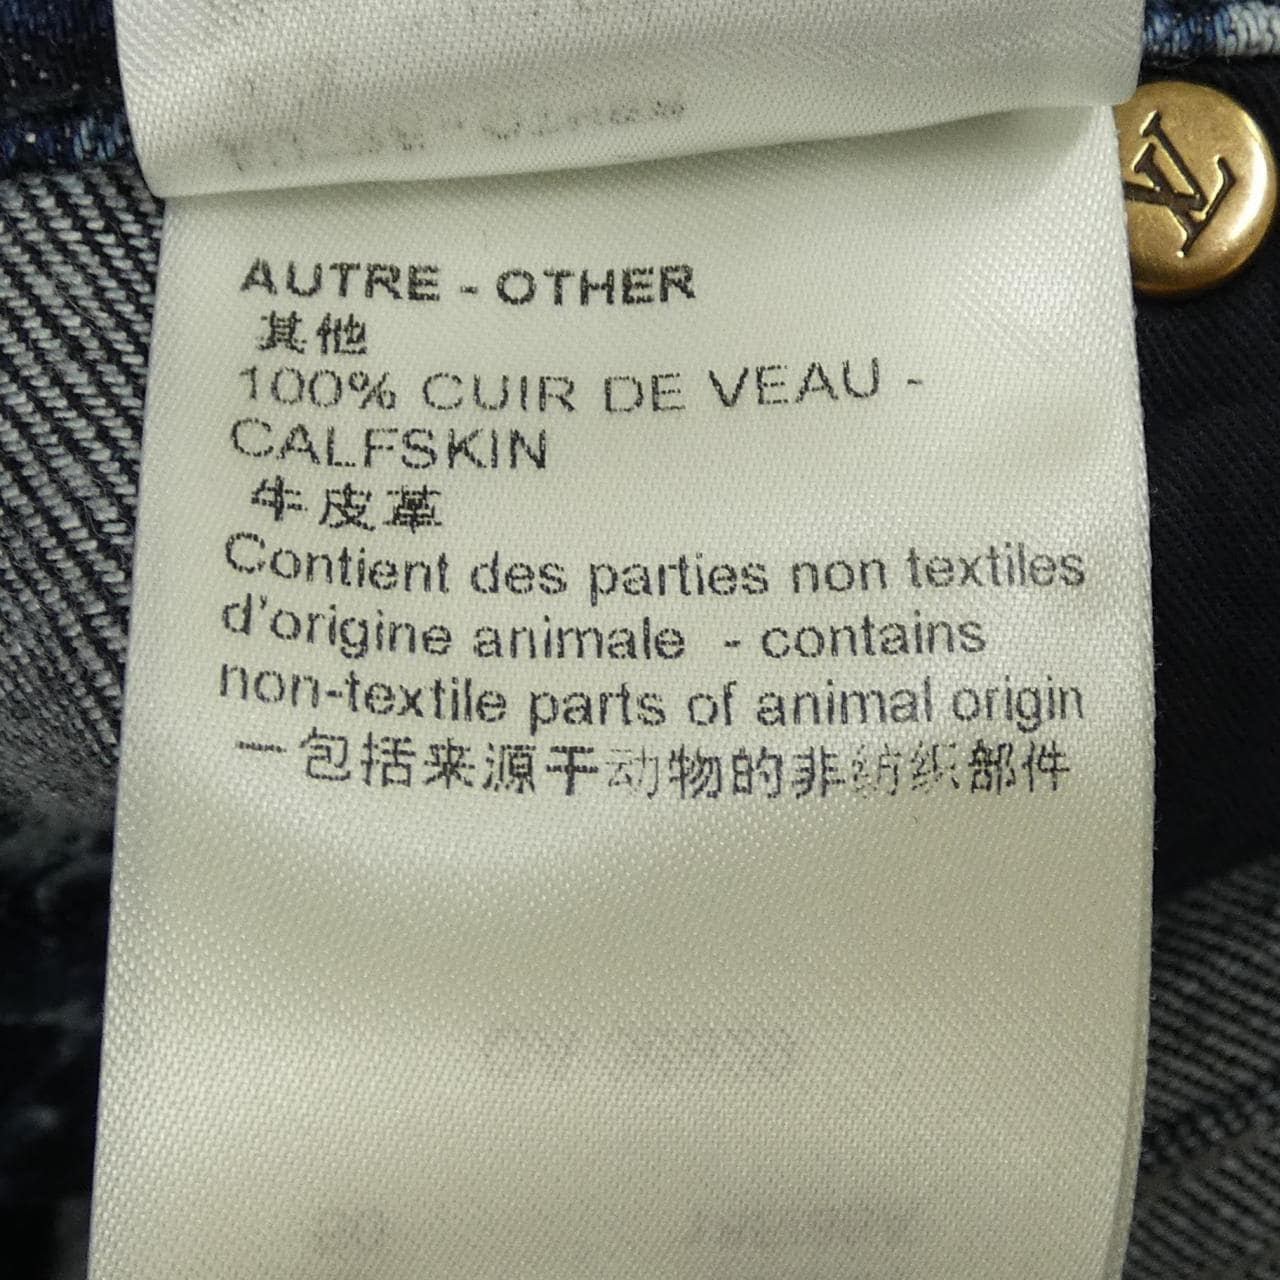 AUTRE - OTHER
其他
100% CUIR DE VEAU -
CALFSKIN
牛皮革
Contient des parties non textiles
d'origine animale - contains
non-textile parts of animal origin
一包括来源于动物的非纺织部件
LV